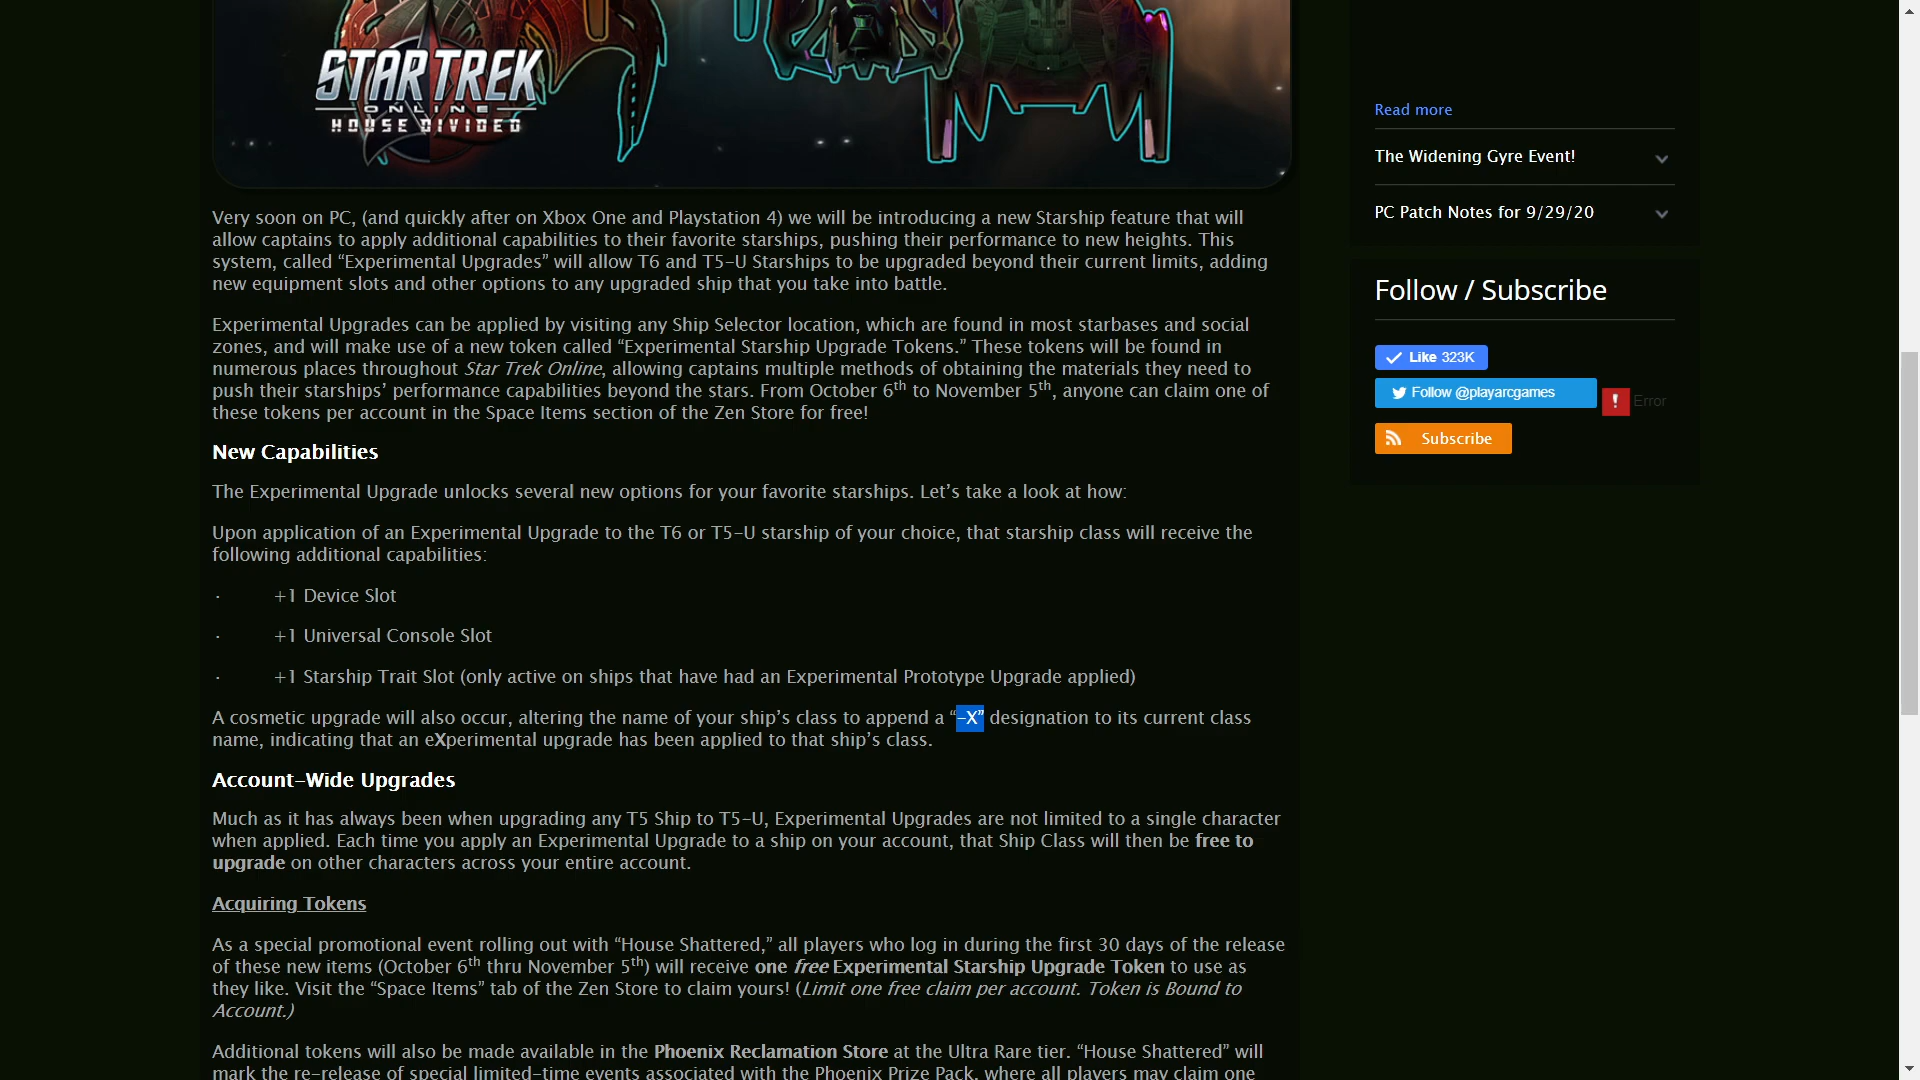 STAR TREK
ONLINE
HOUSE DIVIDED
Very soon on PC, (and quickly after on Xbox One and Playstation 4) we will be introducing a new Starship feature that will
allow captains to apply additional capabilities to their favorite starships, pushing their performance to new heights. This
system, called “Experimental Upgrades” will allow T6 and T5-U Starships to be upgraded beyond their current limits, adding
new equipment slots and other options to any upgraded ship that you take into battle.
Experimental Upgrades can be applied by visiting any Ship Selector location, which are found in most starbases and social
zones, and will make use of a new token called “Experimental Starship Upgrade Tokens.” These tokens will be found in
numerous places throughout Star Trek Online, allowing captains multiple methods of obtaining the materials they need to
push their starships’ performance capabilities beyond the stars. From October 6th to November 5th, anyone can claim one of
these tokens per account in the Space Items section of the Zen Store for free!
New Capabilities
The Experimental Upgrade unlocks several new options for your favorite starships. Let’s take a look at how:
Upon application of an Experimental Upgrade to the T6 or T5-U starship of your choice, that starship class will receive the
following additional capabilities:
· +1 Device Slot
· +1 Universal Console Slot
· +1 Starship Trait Slot (only active on ships that have had an Experimental Prototype Upgrade applied)
A cosmetic upgrade will also occur, altering the name of your ship’s class to append a “-X” designation to its current class
name, indicating that an eXperimental upgrade has been applied to that ship’s class.
Account-Wide Upgrades
Much as it has always been when upgrading any T5 Ship to T5-U, Experimental Upgrades are not limited to a single character
when applied. Each time you apply an Experimental Upgrade to a ship on your account, that Ship Class will then be free to
upgrade on other characters across your entire account.
Acquiring Tokens
As a special promotional event rolling out with “House Shattered,” all players who log in during the first 30 days of the release
of these new items (October 6th thru November 5th) will receive one free Experimental Starship Upgrade Token to use as
they like. Visit the “Space Items” tab of the Zen Store to claim yours! (Limit one free claim per account. Token is Bound to
Account.)
Additional tokens will also be made available in the Phoenix Reclamation Store at the Ultra Rare tier. “House Shattered” will
mark the re-release of special limited-time events associated with the Phoenix Prize Pack, where all players may claim one
Read more
The Widening Gyre Event!
PC Patch Notes for 9/29/20
Follow / Subscribe
Like 323K
Follow @playarcgames
! Error
Subscribe